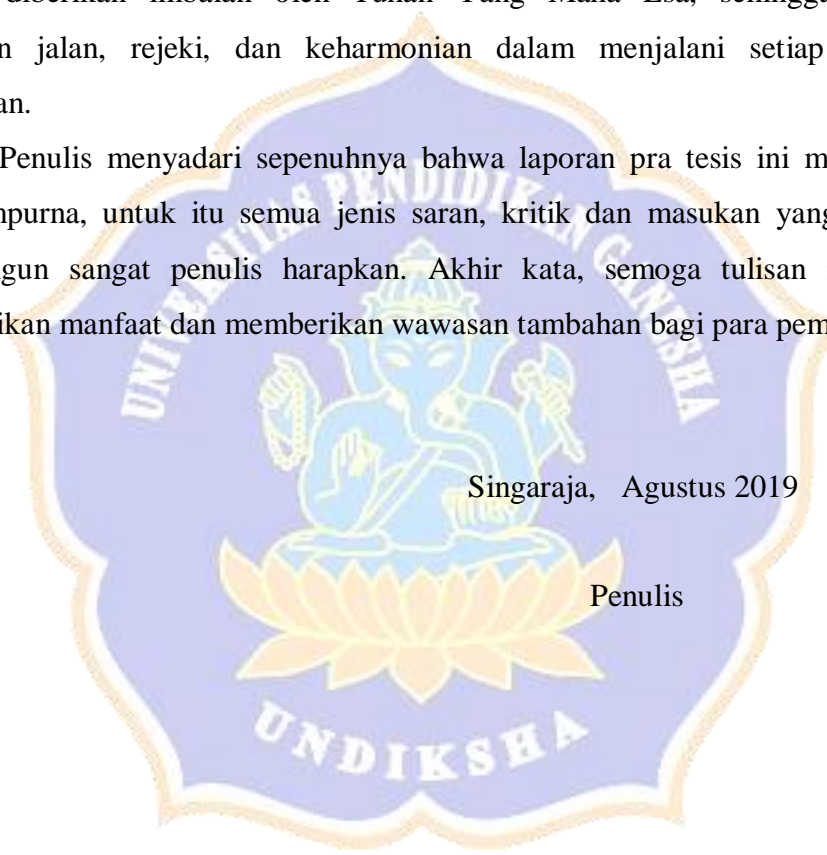 diberikan imbalan oleh Tuhan Yang Maha Esa,
n jalan, rejeki, dan keharmonian dalam menjalani setiap
an.
Penulis menyadari sepenuhnya bahwa laporan pra tesis ini m
npurna, untuk itu semua jenis saran, kritik dan masukan yang
gun sangat penulis harapkan. Akhir kata, semoga tulisan
ikan manfaat dan memberikan wawasan tambahan bagi para pem
UNIVERSITAS PENDIDIKAN GANESHA
Singaraja, Agustus 2019
Penulis
UNDIKSHA